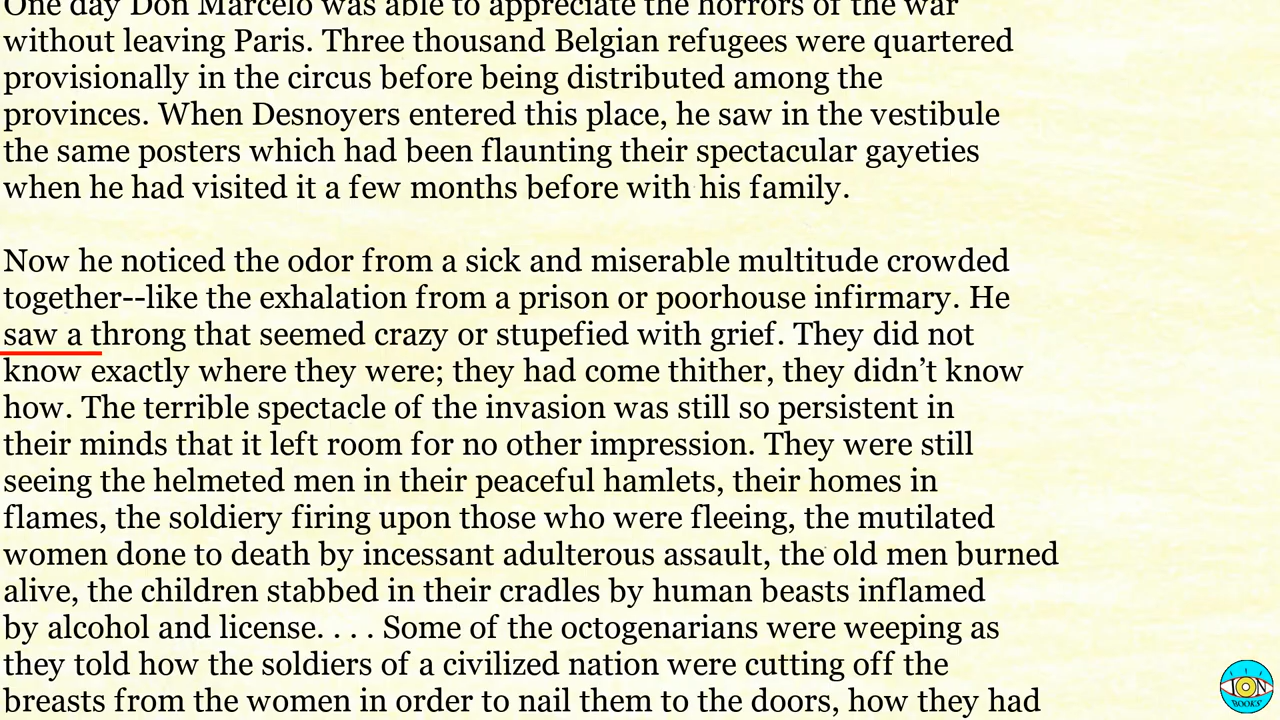 One day Don Marcelo was able to appreciate the horrors of the war
without leaving Paris. Three thousand Belgian refugees were quartered
provisionally in the circus before being distributed among the
provinces. When Desnoyers entered this place, he saw in the vestibule
the same posters which had been flaunting their spectacular gayeties
when he had visited it a few months before with his family.
Now he noticed the odor from a sick and miserable multitude crowded
together--like the exhalation from a prison or poorhouse infirmary. He
saw a throng that seemed crazy or stupefied with grief. They did not
know exactly where they were; they had come thither, they didn’t know
how. The terrible spectacle of the invasion was still so persistent in
their minds that it left room for no other impression. They were still
seeing the helmeted men in their peaceful hamlets, their homes in
flames, the soldiery firing upon those who were fleeing, the mutilated
women done to death by incessant adulterous assault, the old men burned
alive, the children stabbed in their cradles by human beasts inflamed
by alcohol and license. . . . Some of the octogenarians were weeping as
they told how the soldiers of a civilized nation were cutting off the
breasts from the women in order to nail them to the doors, how they had
ION
BOOKS